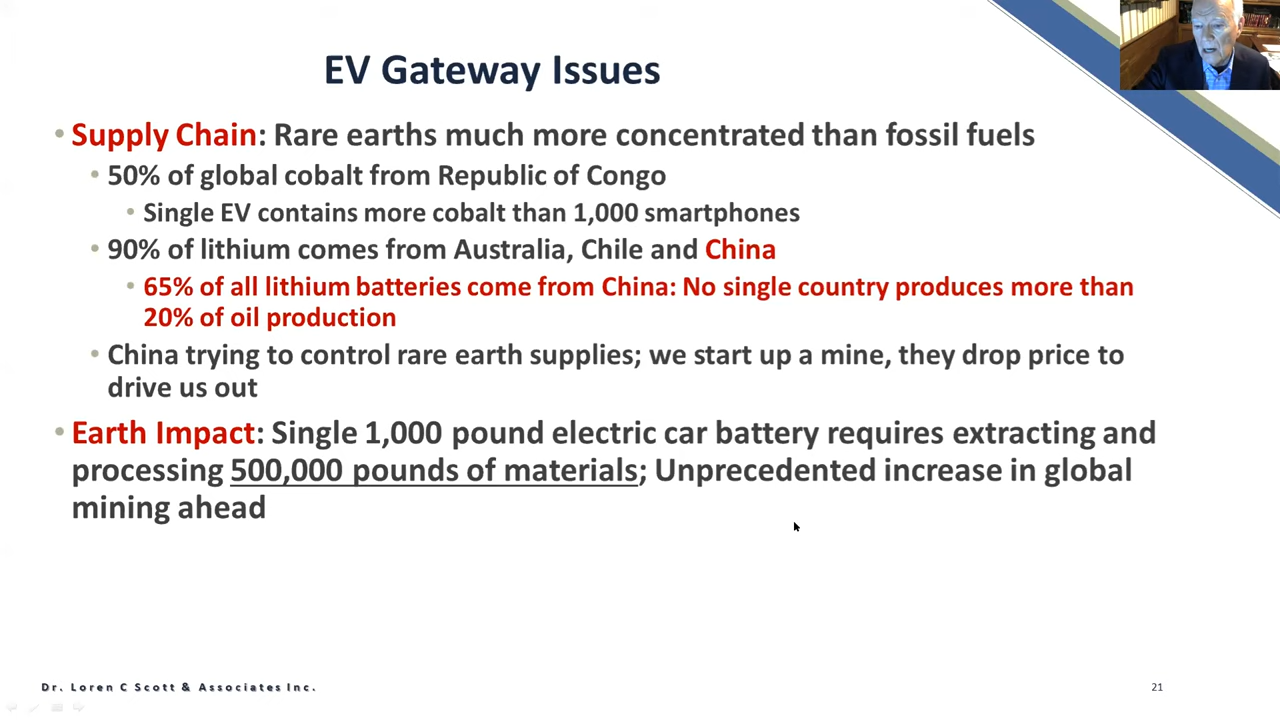 EV Gateway Issues
• Supply Chain: Rare earths much more concentrated than fossil fuels
• 50% of global cobalt from Republic of Congo
• Single EV contains more cobalt than 1,000 smartphones
• 90% of lithium comes from Australia, Chile and China
• 65% of all lithium batteries come from China: No single country produces more than
20% of oil production
• China trying to control rare earth supplies; we start up a mine, they drop price to
drive us out
• Earth Impact: Single 1,000 pound electric car battery requires extracting and
processing 500,000 pounds of materials; Unprecedented increase in global
mining ahead
Dr. Loren C Scott & Associates Inc.
21